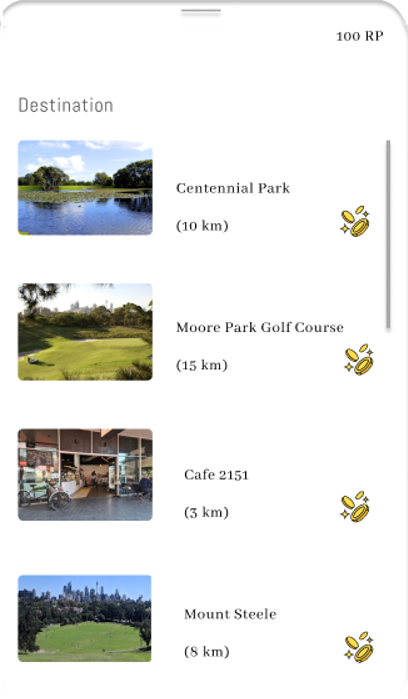 100 RP
Destination
Centennial Park
(10 km)
Moore Park Golf Course
(15 km)
Cafe 2151
(3 km)
Mount Steele
(8 km)